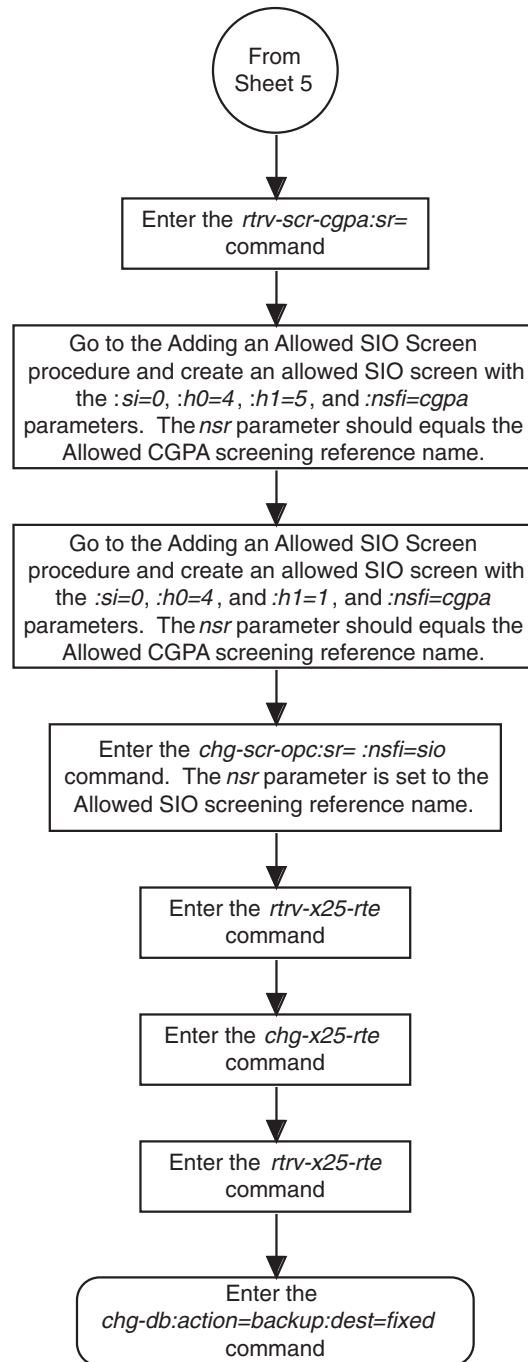 From
Sheet 5
Enter the rtrv-scr-cgpa:sr=
command
Go to the Adding an Allowed SIO Screen
procedure and create an allowed SIO screen with
the :si=0, :h0=4, :h1=5, and :nsfi=cgpa
parameters. The nsr parameter should equals the
Allowed CGPA screening reference name.
Go to the Adding an Allowed SIO Screen
procedure and create an allowed SIO screen with
the :si=0, :h0=4, and :h1=1, and :nsfi=cgpa
parameters. The nsr parameter should equals the
Allowed CGPA screening reference name.
Enter the chg-scr-opc:sr= :nsfi=sio
command. The nsr parameter is set to the
Allowed SIO screening reference name.
Enter the rtrv-x25-rte
command
Enter the chg-x25-rte
command
Enter the rtrv-x25-rte
command
Enter the
chg-db:action=backup:dest=fixed
command